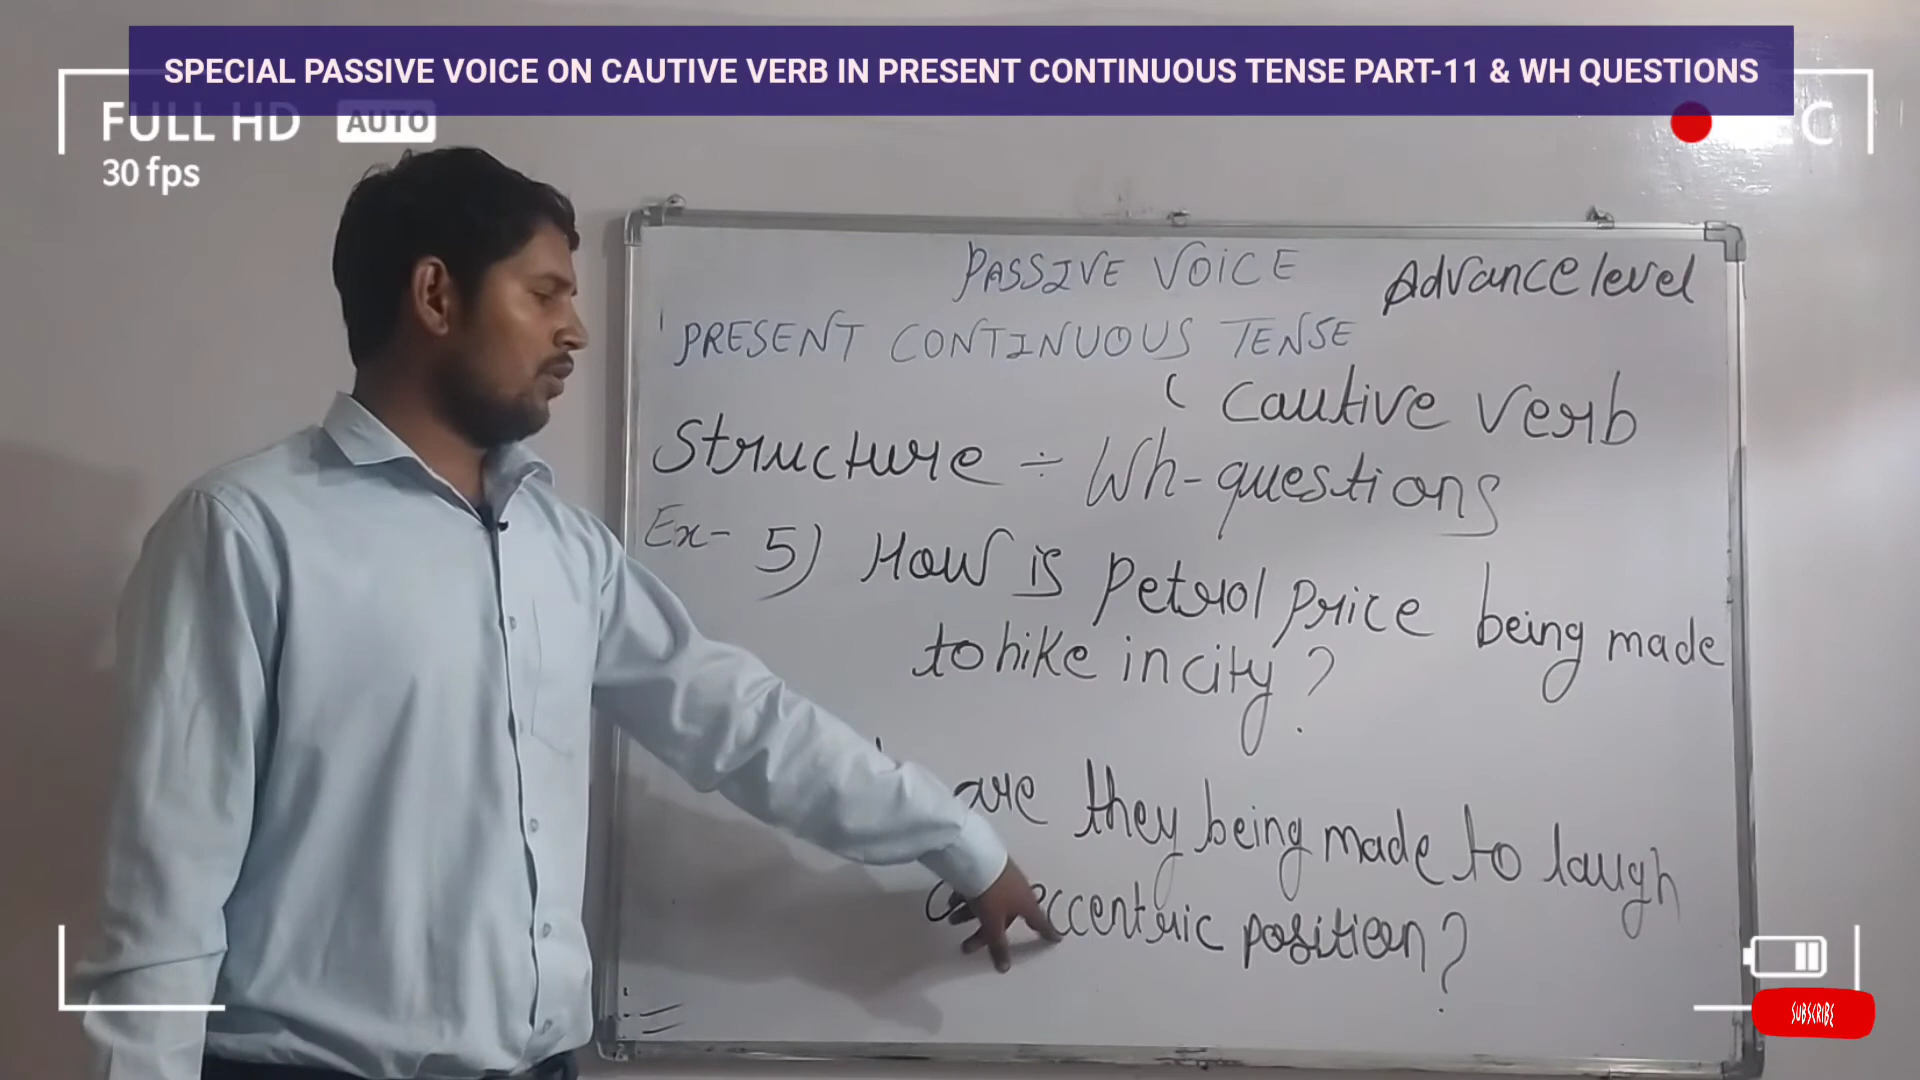 SPECIAL PASSIVE VOICE ON CAUTIVE VERB IN PRESENT CONTINUOUS TENSE PART-11 & WH QUESTIONS
FULL HD AUTO
30 fps
PASSIVE VOICE Advance level
PRESENT CONTINUOUS TENSE
( Cautive verb
Structure ÷ Wh-questions
Ex- 5) How is petrol price being made
to hike in city?
are they being made to laugh
eccentric position?
SUBSCRIBE